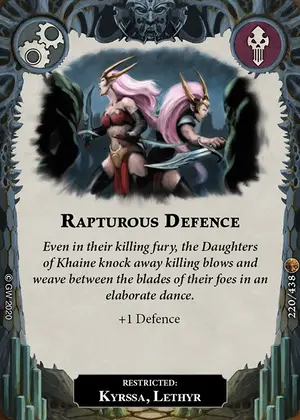 Rapturous Defence
Even in their killing fury, the Daughters
of Khaine knock away killing blows and
weave between the blades of their foes in an
elaborate dance.
+1 Defence
© GW 2020
220/438
RESTRICTED:
Kyrssa, Lethyr